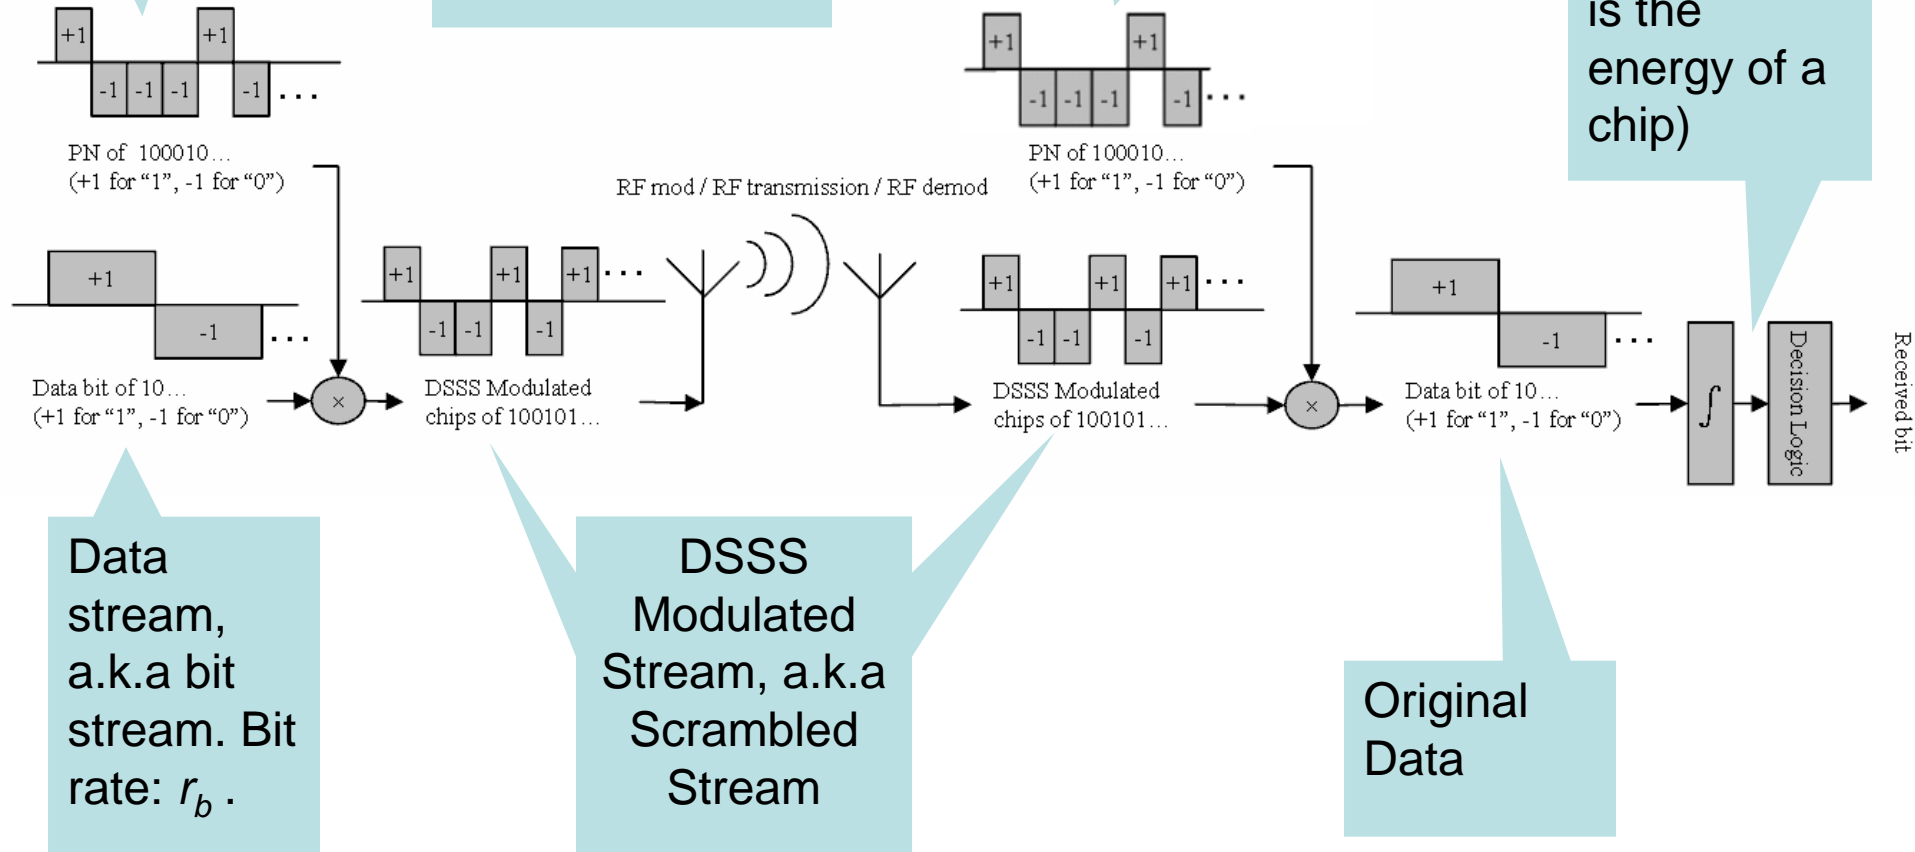 is the
energy of a
chip)
+1 +1
-1 -1 -1 -1 ...
PN of 100010...
(+1 for "1", -1 for "0")
+1 +1
-1 -1 -1 -1 ...
PN of 100010...
(+1 for "1", -1 for "0")
RF mod / RF transmission / RF demod
+1
-1 ...
Data bit of 10...
(+1 for "1", -1 for "0")
×
+1 +1 +1 ...
-1 -1 -1
DSSS Modulated
chips of 100101...
+1 +1 +1 ...
-1 -1 -1
DSSS Modulated
chips of 100101...
×
+1
-1 ...
Data bit of 10...
(+1 for "1", -1 for "0")
∫
Decision Logic
Received bit
Data
stream,
a.k.a bit
stream. Bit
rate: r_b .
DSSS
Modulated
Stream, a.k.a
Scrambled
Stream
Original
Data